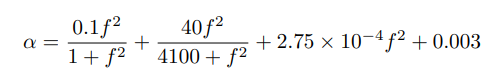 α = 0.1f²/(1 + f²) + 40f²/(4100 + f²) + 2.75 × 10⁻⁴f² + 0.003